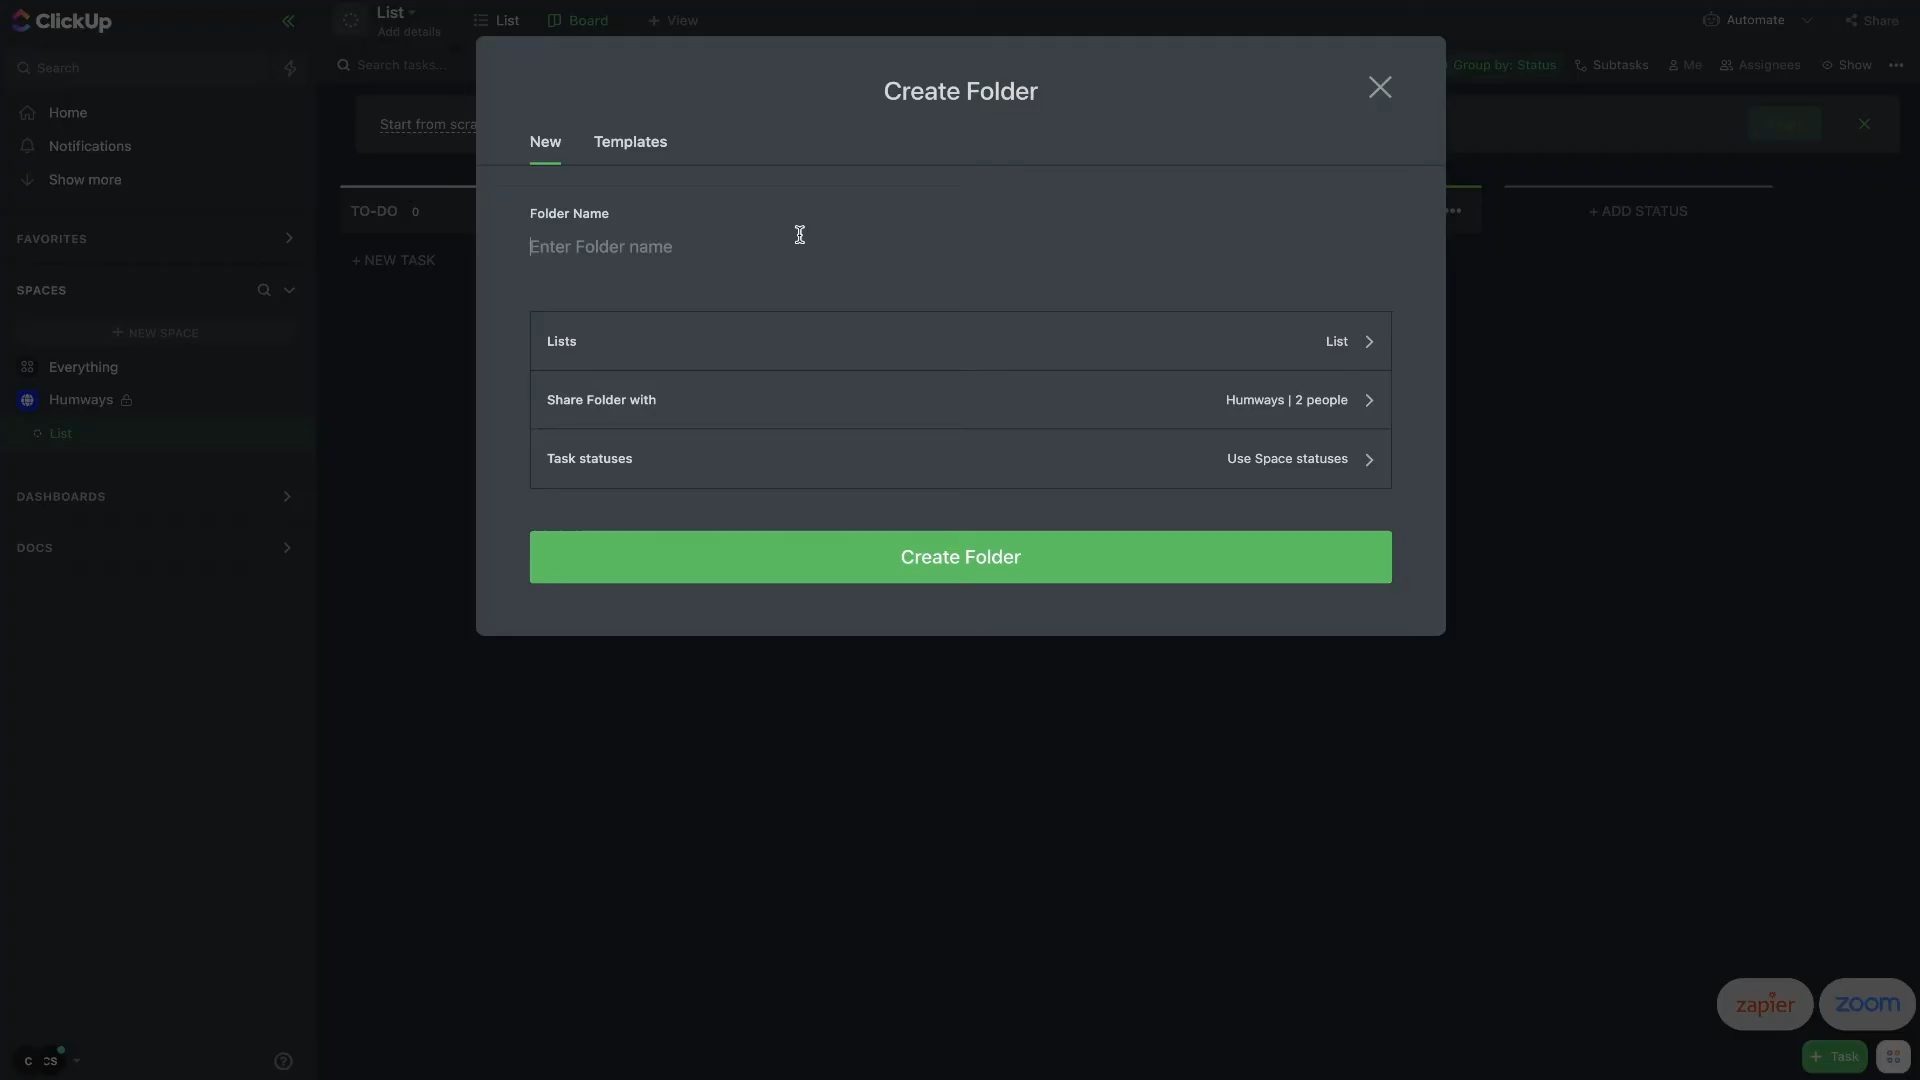 ClickUp
List
Add details
List
Board
+ View
Automate
Share
Search
Search tasks...
Group by: Status
Subtasks
Me
Assignees
Show
Create Folder
New
Templates
Start from scra
Home
Notifications
Show more
FAVORITES
SPACES
+ NEW SPACE
Everything
Humways
List
DASHBOARDS
DOCS
TO-DO 0
+ NEW TASK
+ ADD STATUS
Folder Name
Enter Folder name
Lists
List
Share Folder with
Humways | 2 people
Task statuses
Use Space statuses
Create Folder
zapier
zoom
+ Task